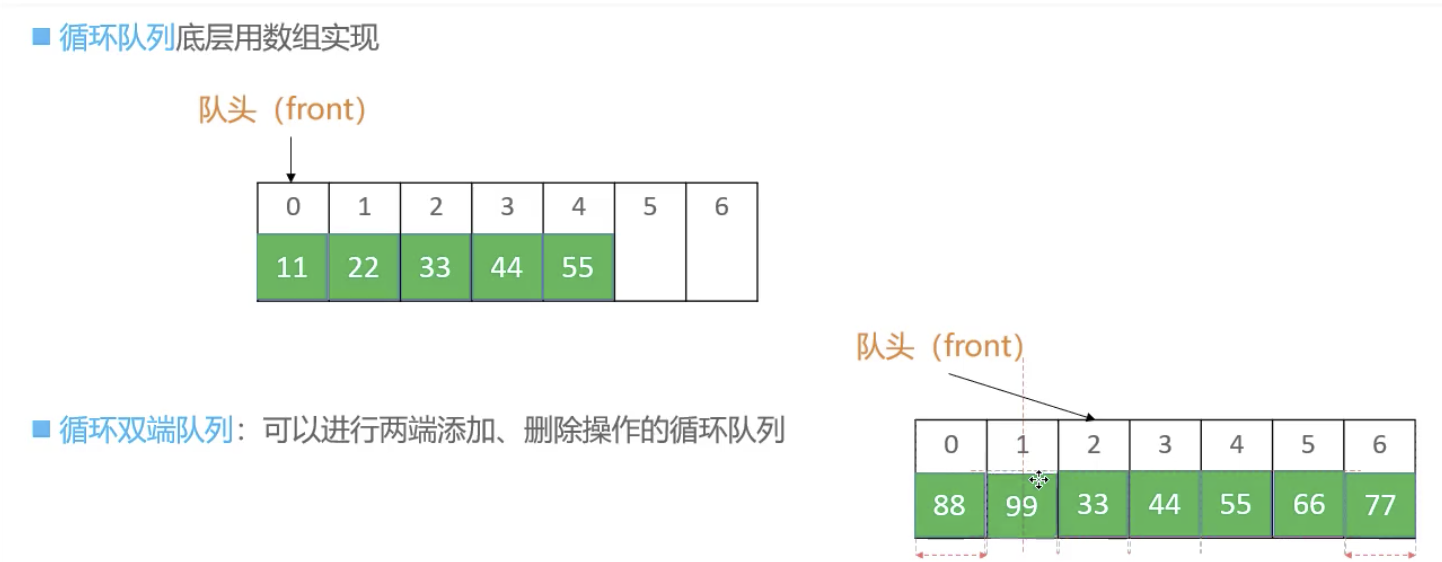 循环队列底层用数组实现
队头（front）
0 1 2 3 4 5 6
11 22 33 44 55
队头（front）
循环双端队列：可以进行两端添加、删除操作的循环队列
0 1 2 3 4 5 6
88 99 33 44 55 66 77